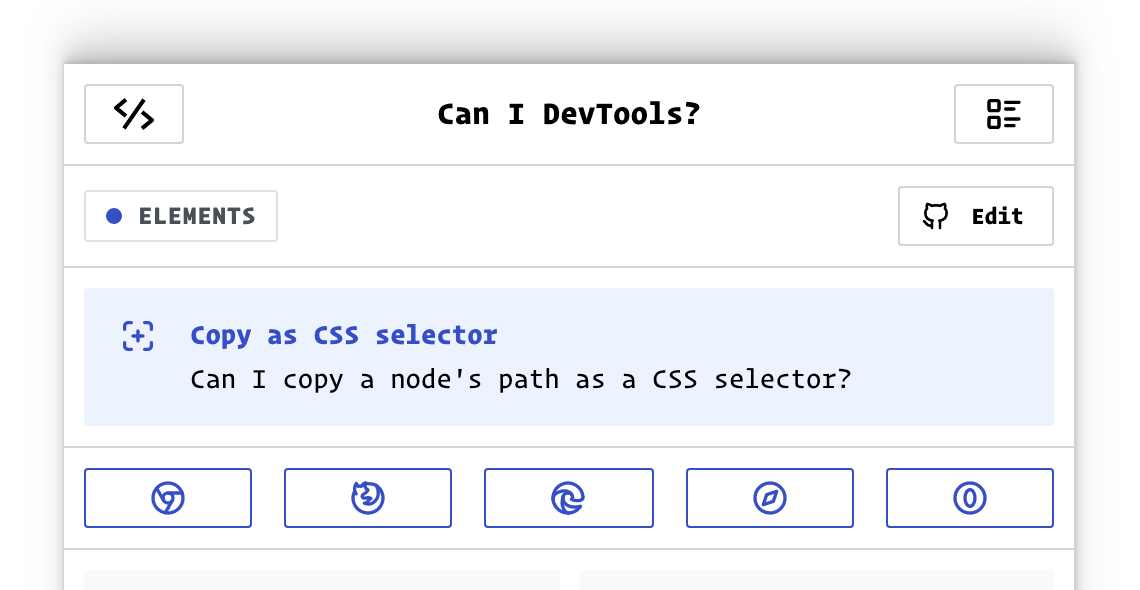 Can I DevTools?
ELEMENTS
Edit
Copy as CSS selector
Can I copy a node's path as a CSS selector?